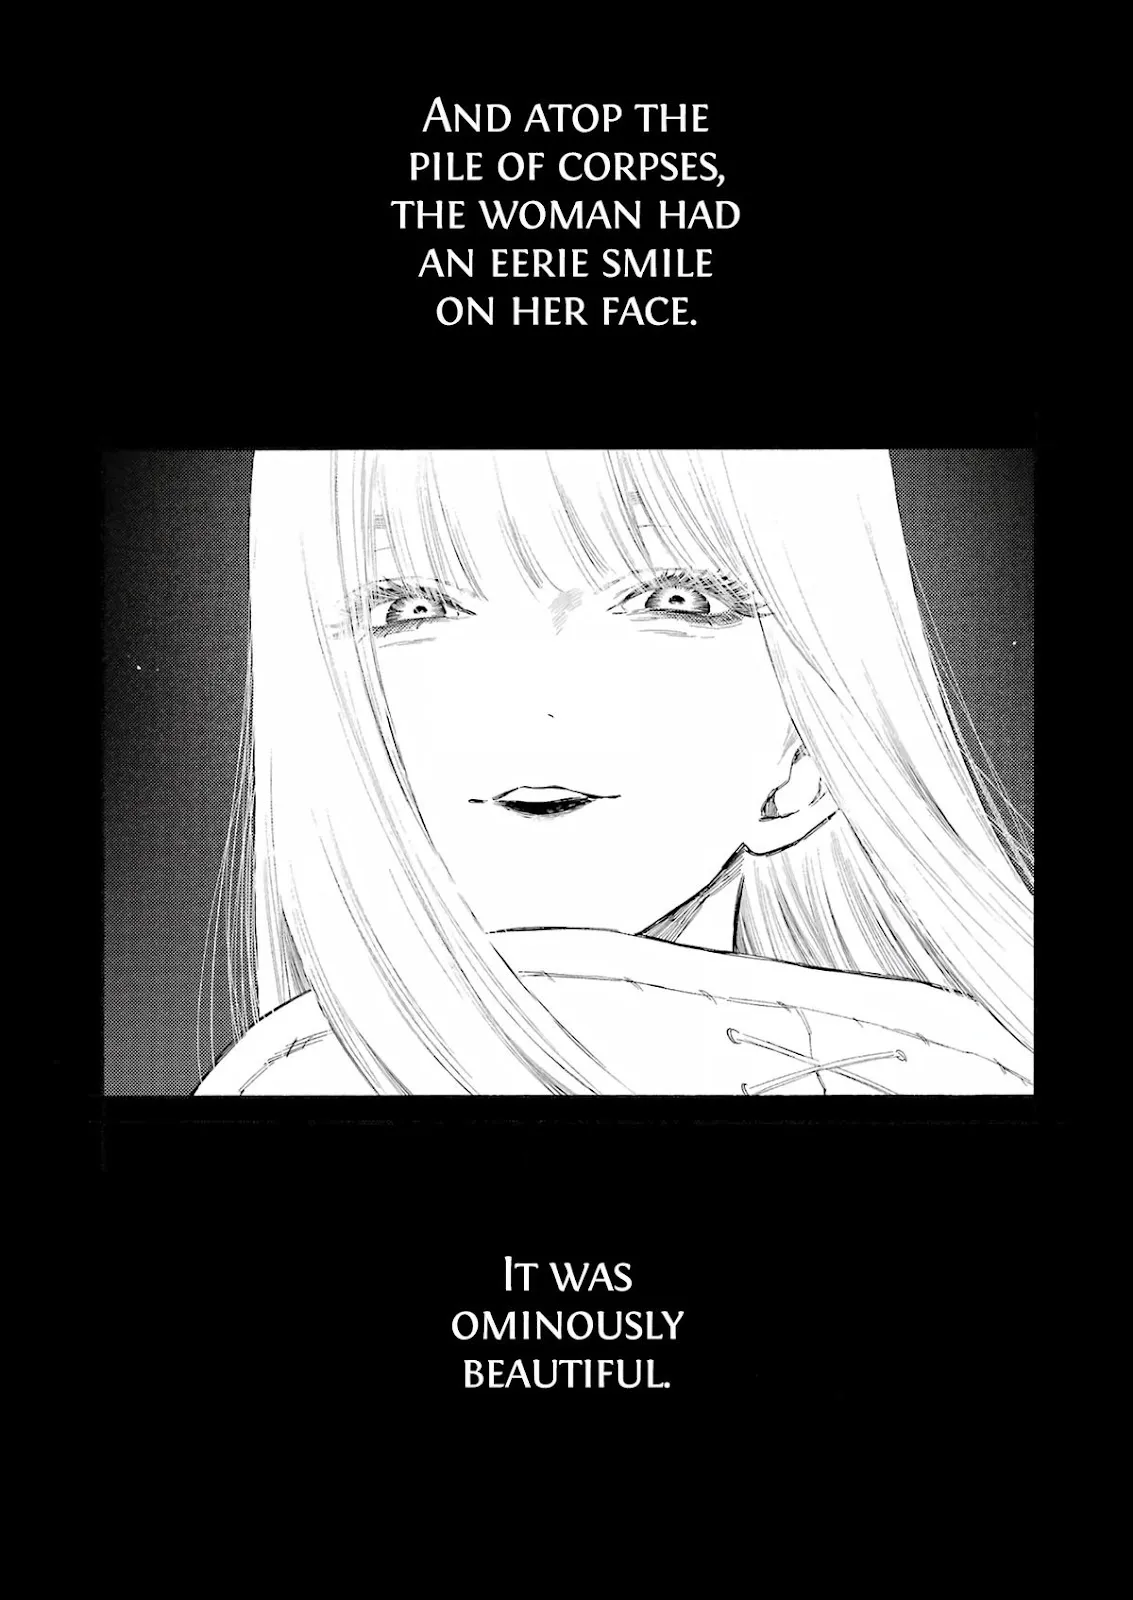 AND ATOP THE
PILE OF CORPSES,
THE WOMAN HAD
AN EERIE SMILE
ON HER FACE.
IT WAS
OMINOUSLY
BEAUTIFUL.